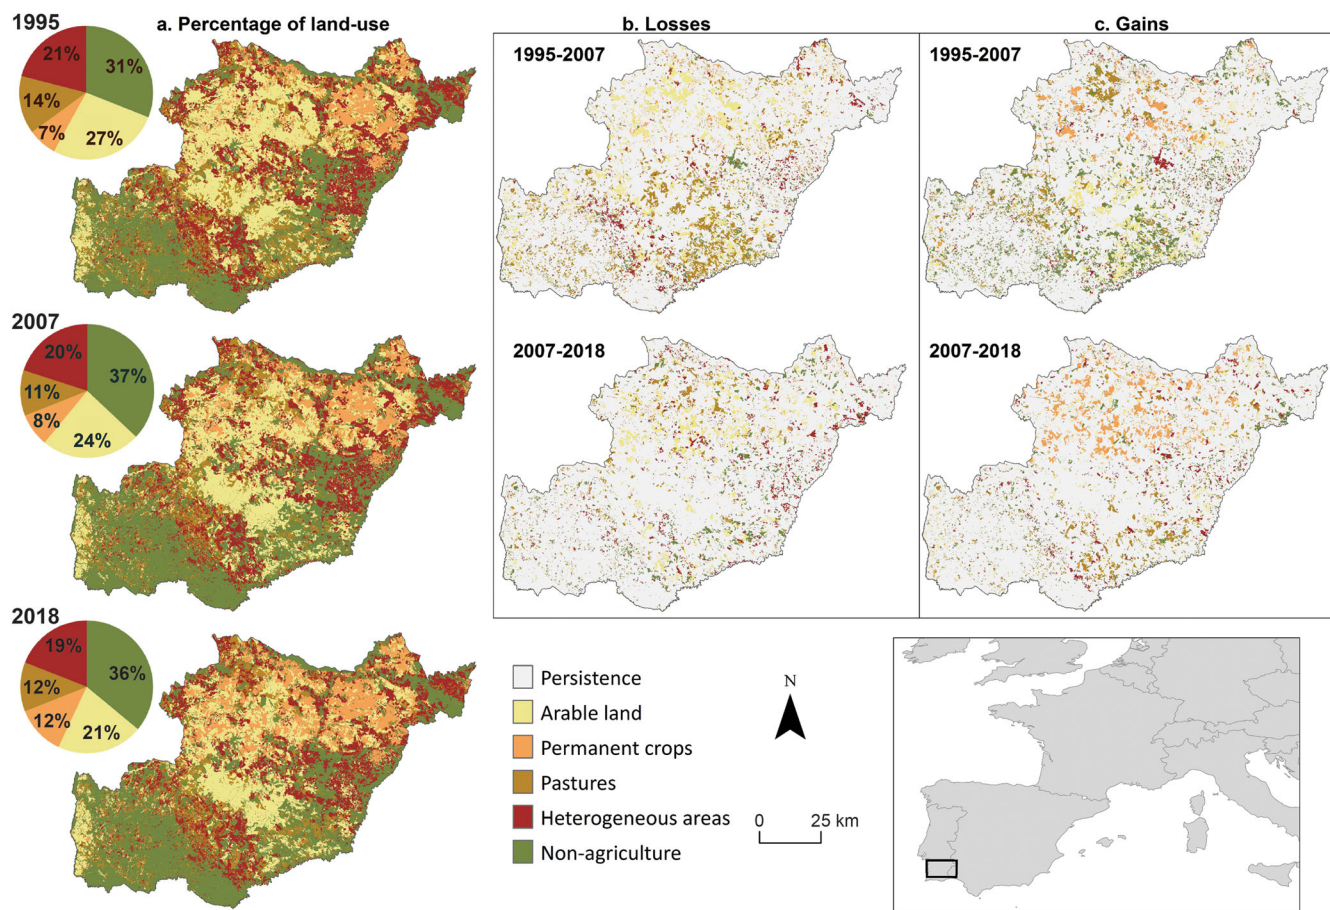 a. Percentage of land-use
b. Losses
c. Gains
1995
21%
31%
14%
7%
27%
1995-2007
1995-2007
2007
20%
37%
11%
8%
24%
2007-2018
2007-2018
2018
19%
36%
12%
12%
21%
Persistence
Arable land
Permanent crops
Pastures
Heterogeneous areas
Non-agriculture
N
0 25 km